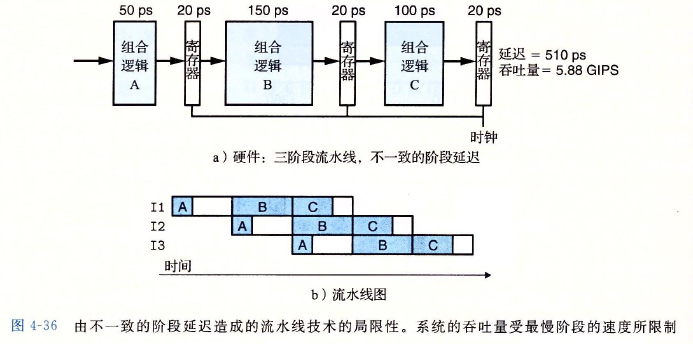 50 ps 20 ps 150 ps 20 ps 100 ps 20 ps
组合逻辑 A
寄存器
组合逻辑 B
寄存器
组合逻辑 C
寄存器
延迟 = 510 ps
吞吐量 = 5.88 GIPS
时钟
a）硬件：三阶段流水线，不一致的阶段延迟
I1 A B C
I2 A B C
I3 A B C
时间
b）流水线图
图 4-36 由不一致的阶段延迟造成的流水线技术的局限性。系统的吞吐量受最慢阶段的速度所限制